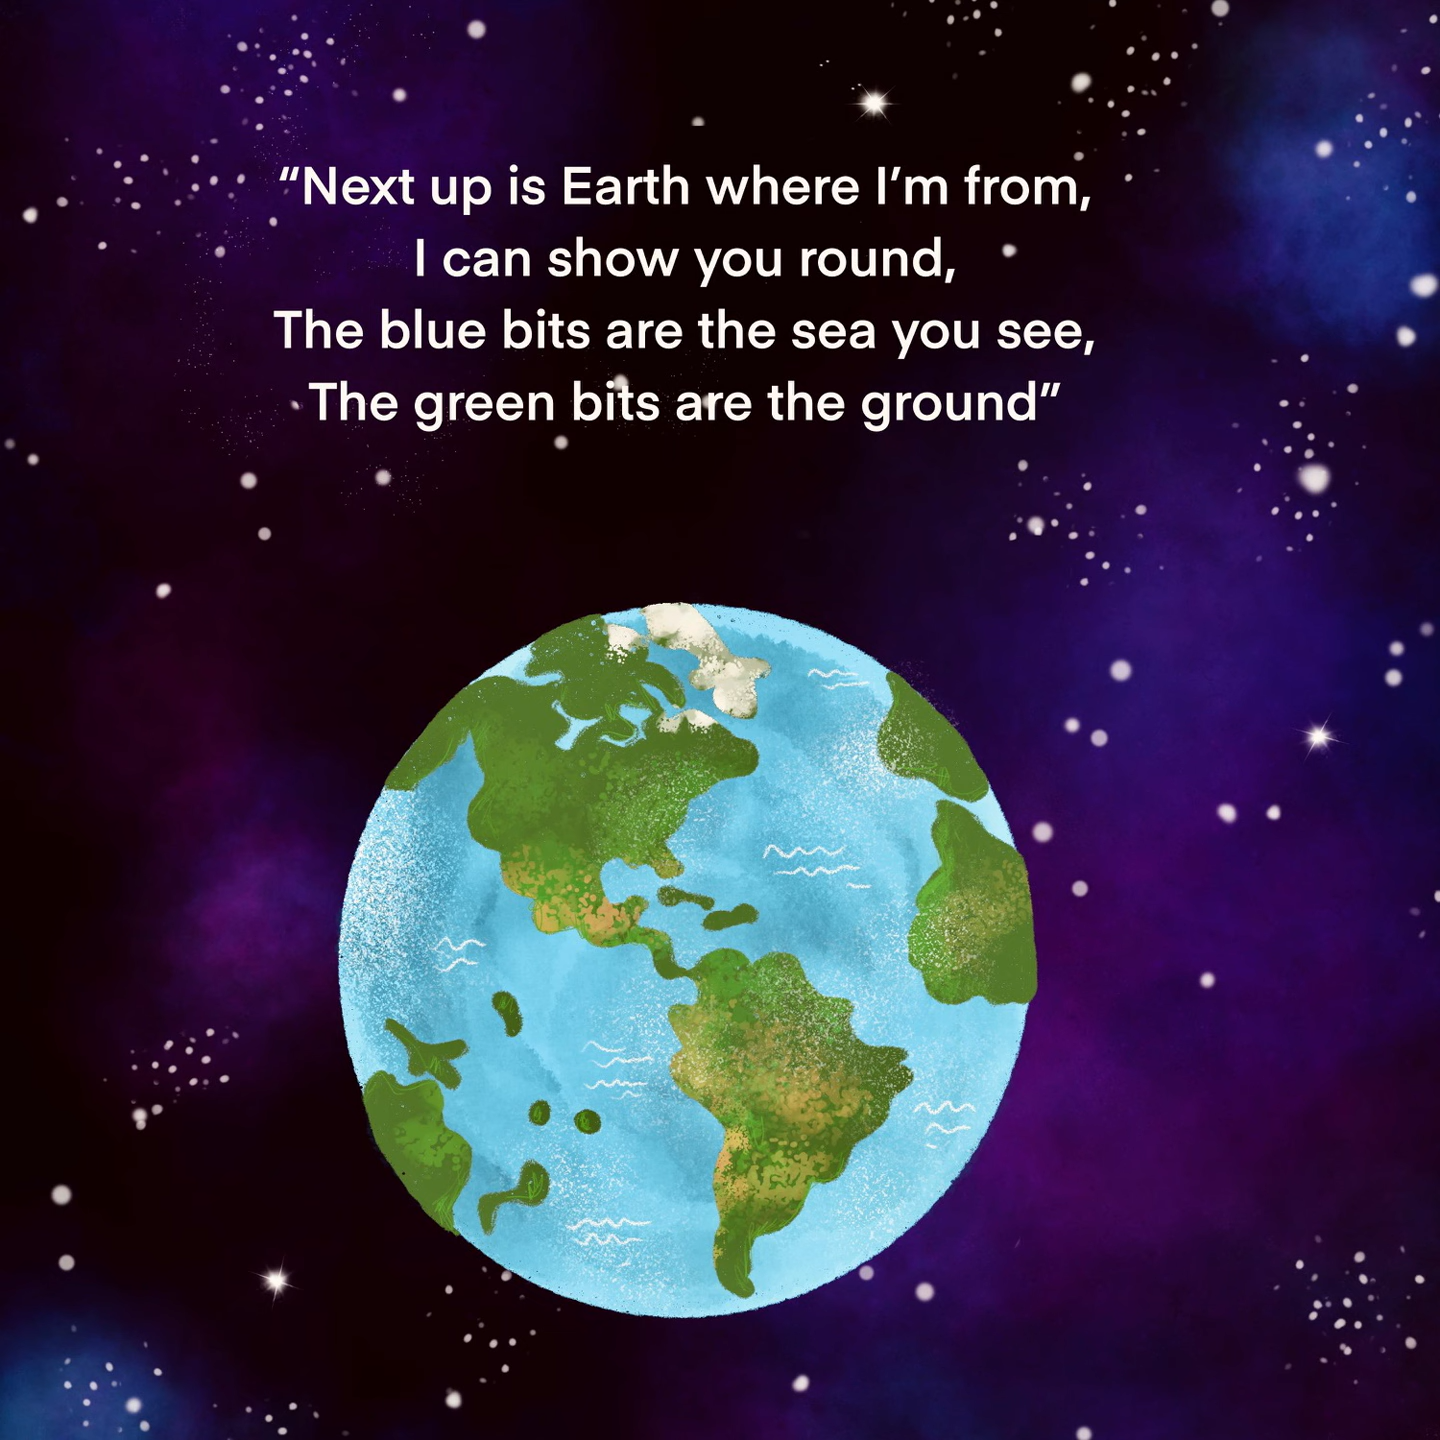 “Next up is Earth where I’m from,
I can show you round,
The blue bits are the sea you see,
The green bits are the ground”